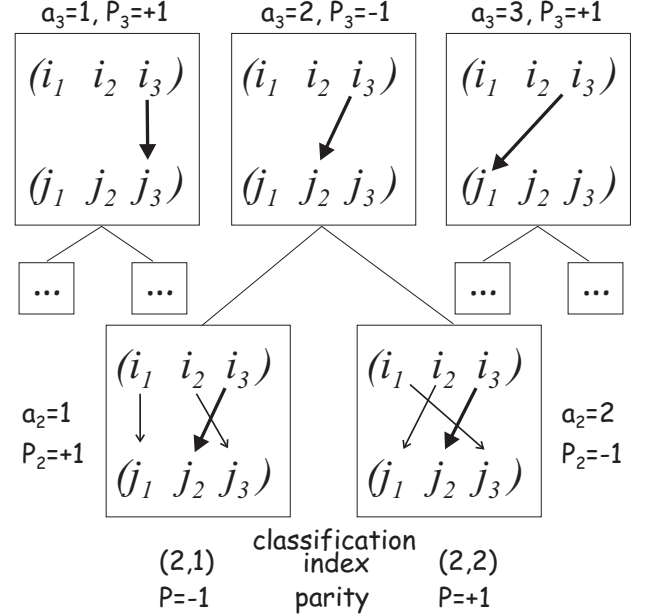 a₃=1, P₃=+1 a₃=2, P₃=-1 a₃=3, P₃=+1
(i₁ i₂ i₃) (i₁ i₂ i₃) (i₁ i₂ i₃)
(j₁ j₂ j₃) (j₁ j₂ j₃) (j₁ j₂ j₃)
... ... ... ...
(i₁ i₂ i₃) (i₁ i₂ i₃)
a₂=1 a₂=2
P₂=+1 P₂=-1
(j₁ j₂ j₃) (j₁ j₂ j₃)
classification
(2,1) index (2,2)
P=-1 parity P=+1